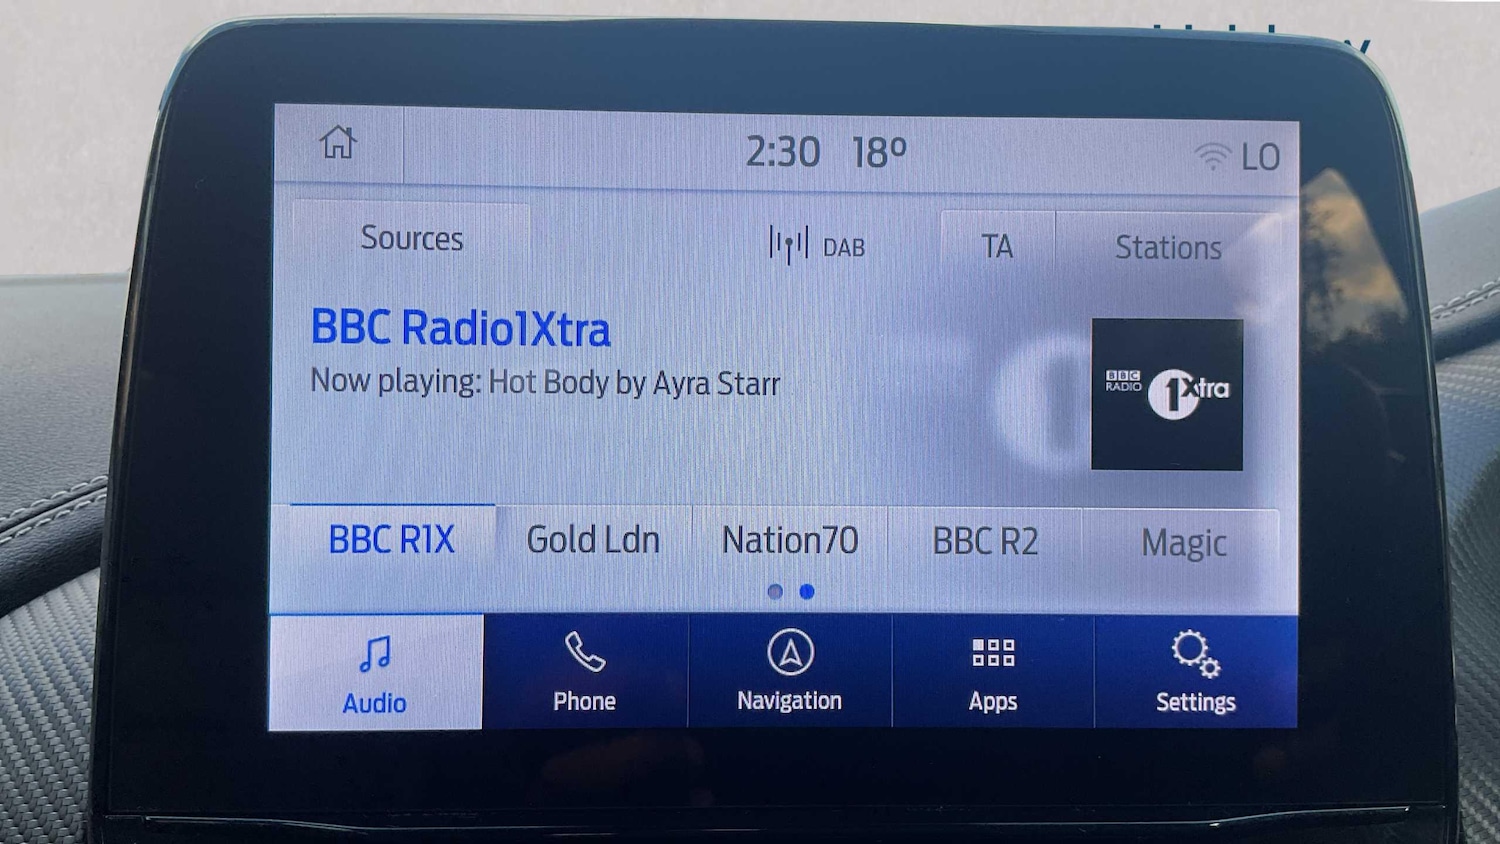 2:30 18º LO
Sources DAB TA Stations
BBC Radio1Xtra
Now playing: Hot Body by Ayra Starr
BBC
RADIO 1Xtra
BBC R1X Gold Ldn Nation70 BBC R2 Magic
Audio Phone Navigation Apps Settings